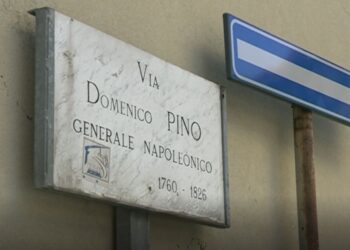 VIA
DOMENICO PINO
GENERALE NAPOLEONICO
1760 - 1826